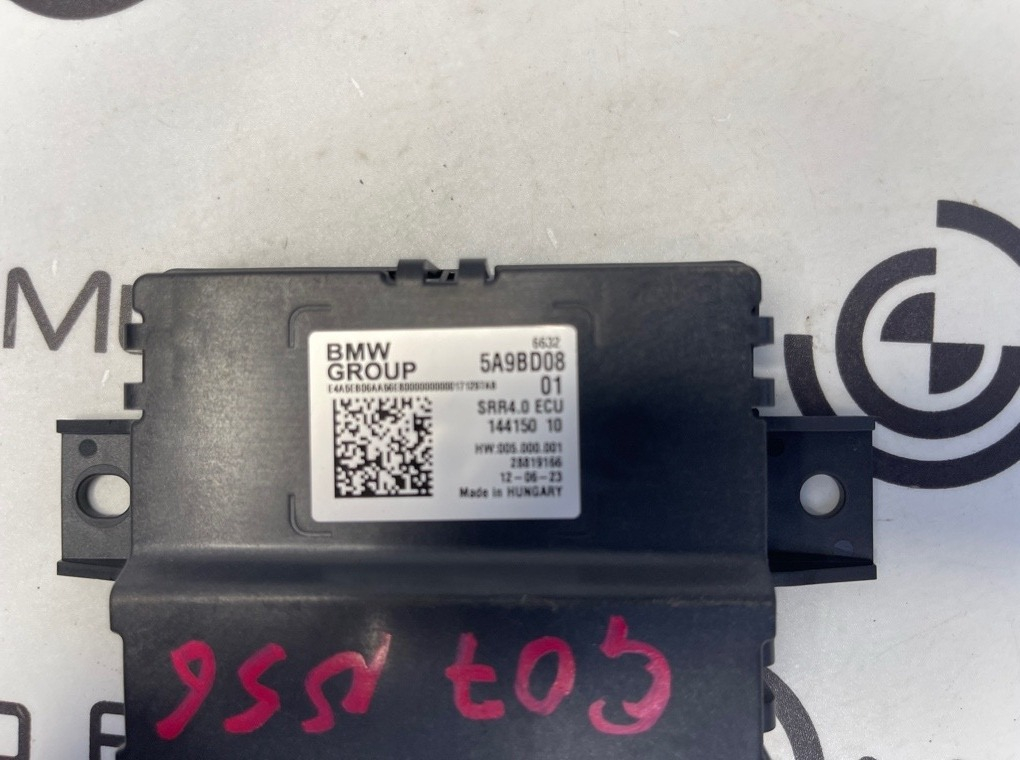 BMW
GROUP
6632
5A9BD08
01
SRR4.0 ECU
144150 10
HW:005.000.001
28819166
12-06-23
Made in HUNGARY
G07